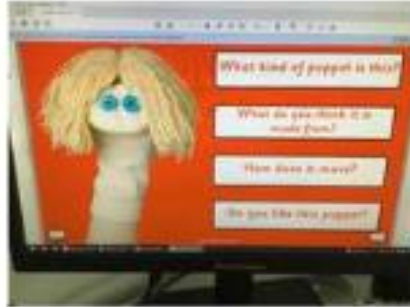 What kind of puppet is this?
What do you think it is
made from?
How does it move?
Do you like this puppet?